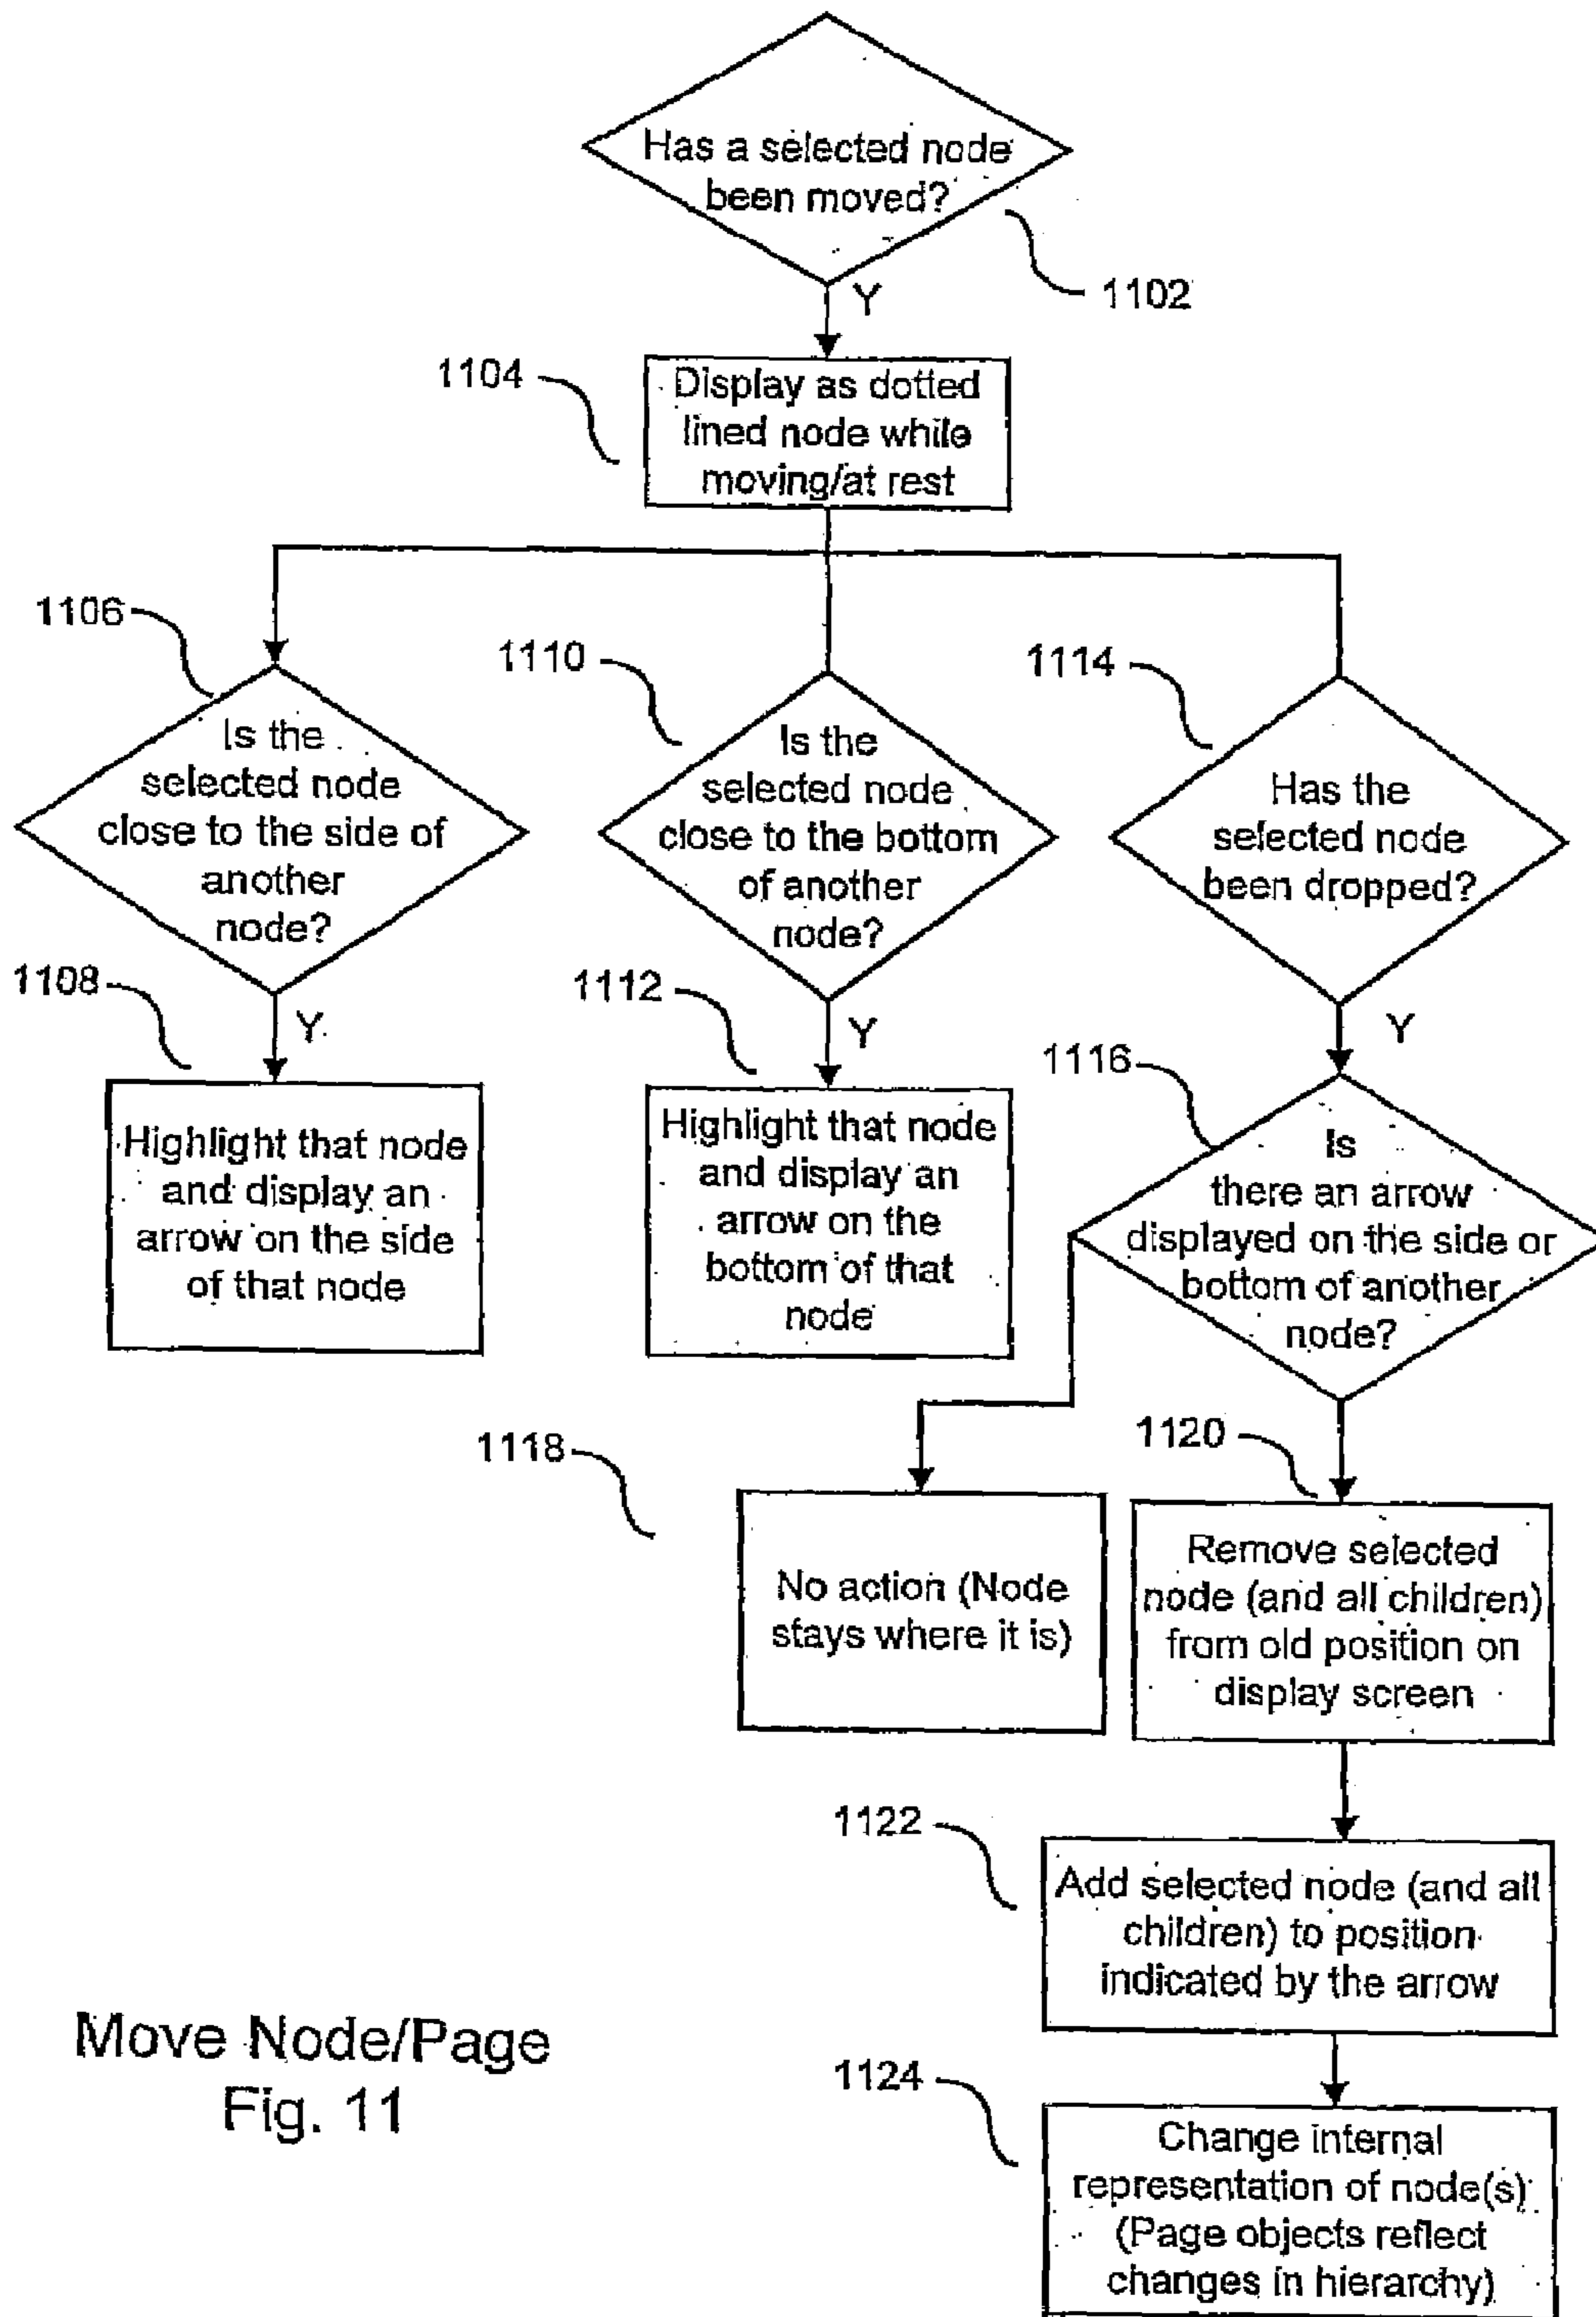 Has a selected node
been moved?
1102
Y
1104
Display as dotted
lined node while
moving/at rest
1106
Is the
selected node
close to the side of
another
node?
1110
Is the
selected node
close to the bottom
of another
node?
1114
Has the
selected node
been dropped?
1108
Y
Highlight that node
and display an
arrow on the side
of that node
1112
Y
Highlight that node
and display an
arrow on the
bottom of that
node
Y
1116
Is
there an arrow
displayed on the side or
bottom of another
node?
1118
No action (Node
stays where it is)
1120
Remove selected
node (and all children)
from old position on
display screen
1122
Add selected node (and all
children) to position
indicated by the arrow
1124
Change internal
representation of node(s)
(Page objects reflect
changes in hierarchy)
Move Node/Page
Fig. 11